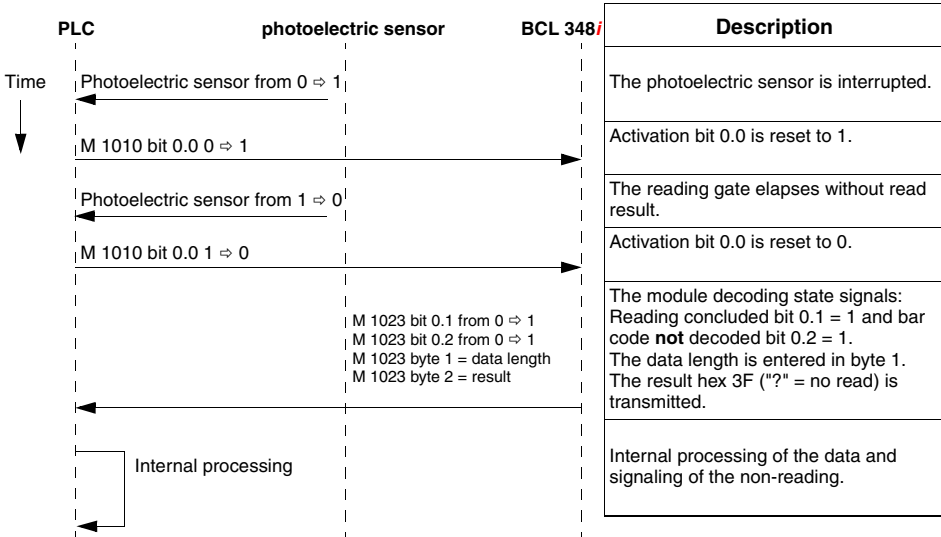 PLC photoelectric sensor BCL 348i Description
Time
Photoelectric sensor from 0 ⇨ 1
The photoelectric sensor is interrupted.
M 1010 bit 0.0 0 ⇨ 1
Activation bit 0.0 is reset to 1.
Photoelectric sensor from 1 ⇨ 0
The reading gate elapses without read
result.
M 1010 bit 0.0 1 ⇨ 0
Activation bit 0.0 is reset to 0.
M 1023 bit 0.1 from 0 ⇨ 1
M 1023 bit 0.2 from 0 ⇨ 1
M 1023 byte 1 = data length
M 1023 byte 2 = result
The module decoding state signals:
Reading concluded bit 0.1 = 1 and bar
code not decoded bit 0.2 = 1.
The data length is entered in byte 1.
The result hex 3F ("?" = no read) is
transmitted.
Internal processing
Internal processing of the data and
signaling of the non-reading.